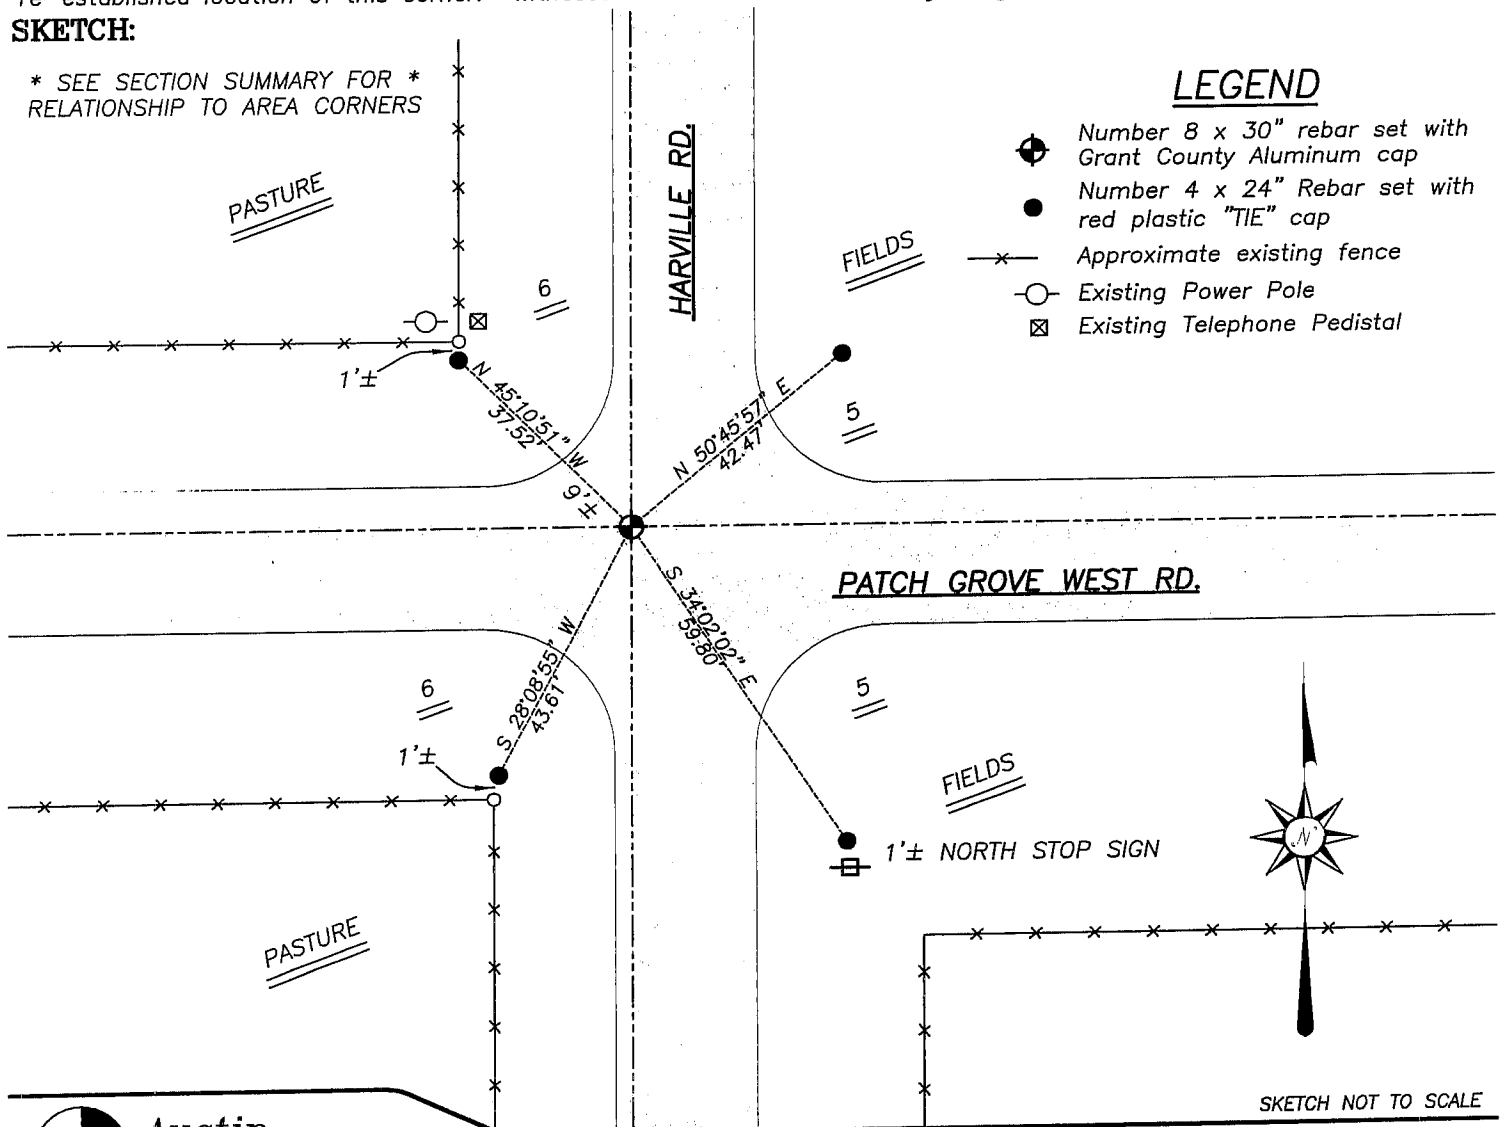 SKETCH:
* SEE SECTION SUMMARY FOR *
RELATIONSHIP TO AREA CORNERS
LEGEND
Number 8 x 30" rebar set with
Grant County Aluminum cap
Number 4 x 24" Rebar set with
red plastic "TIE" cap
Approximate existing fence
Existing Power Pole
Existing Telephone Pedistal
PASTURE
HARVILLE RD.
FIELDS
6
1'±
N 45°10'51" W
37.52'
9'±
N 50°45'57" E
42.47'
5
PATCH GROVE WEST RD.
S 28°08'55" W
43.61'
S 34°02'02" E
59.80'
6
5
1'±
FIELDS
1'± NORTH STOP SIGN
N
PASTURE
SKETCH NOT TO SCALE